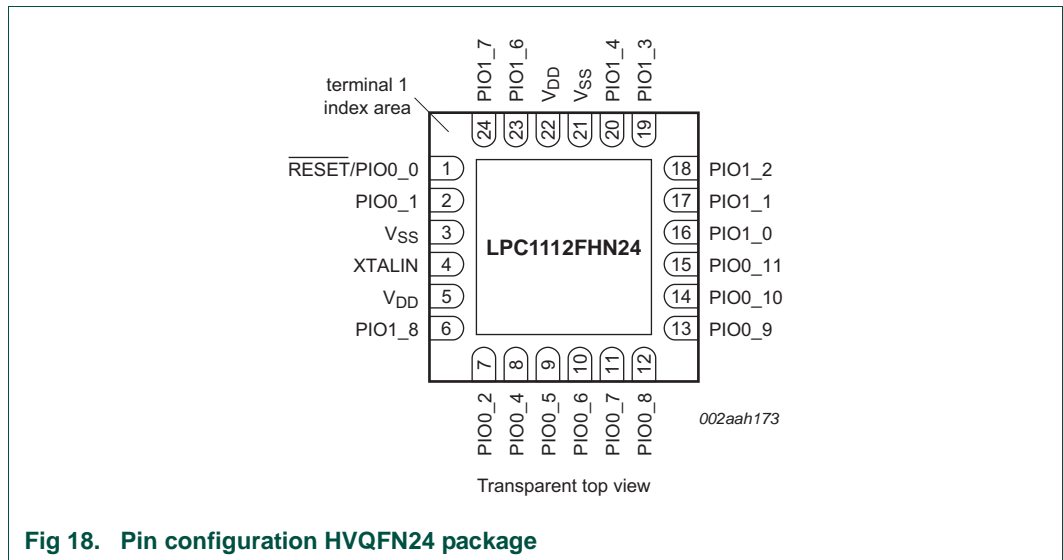 PIO1_7
PIO1_6
VDD
VSS
PIO1_4
PIO1_3
terminal 1
index area
24
23
22
21
20
19
RESET/PIO0_0 1
PIO0_1 2
VSS 3
XTALIN 4
VDD 5
PIO1_8 6
LPC1112FHN24
18 PIO1_2
17 PIO1_1
16 PIO1_0
15 PIO0_11
14 PIO0_10
13 PIO0_9
7
8
9
10
11
12
PIO0_2
PIO0_4
PIO0_5
PIO0_6
PIO0_7
PIO0_8
002aah173
Transparent top view
Fig 18. Pin configuration HVQFN24 package